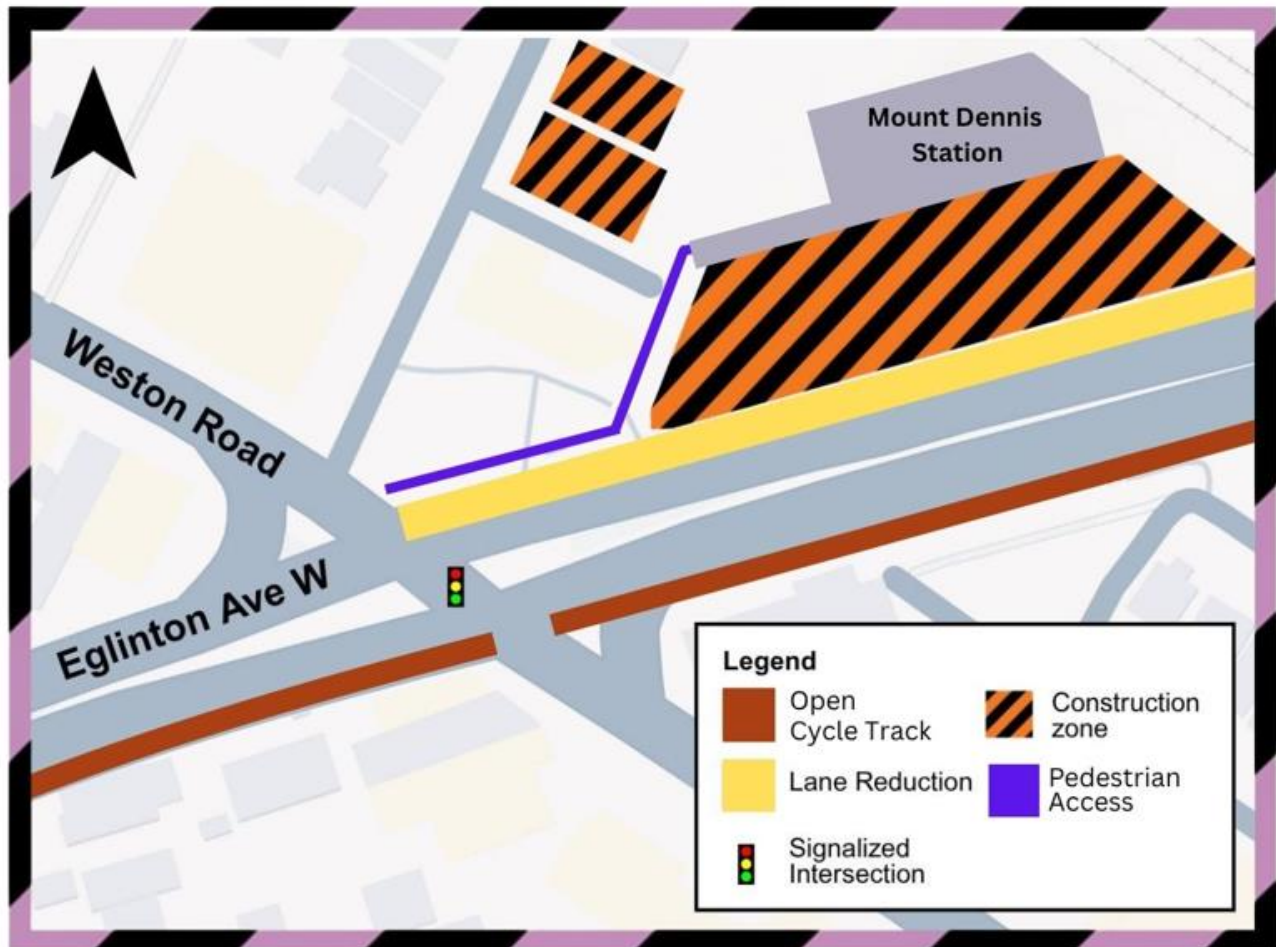 Mount Dennis
Station
Weston Road
Eglinton Ave W
Legend
Open
Cycle Track
Construction
zone
Lane Reduction
Pedestrian
Access
Signalized
Intersection